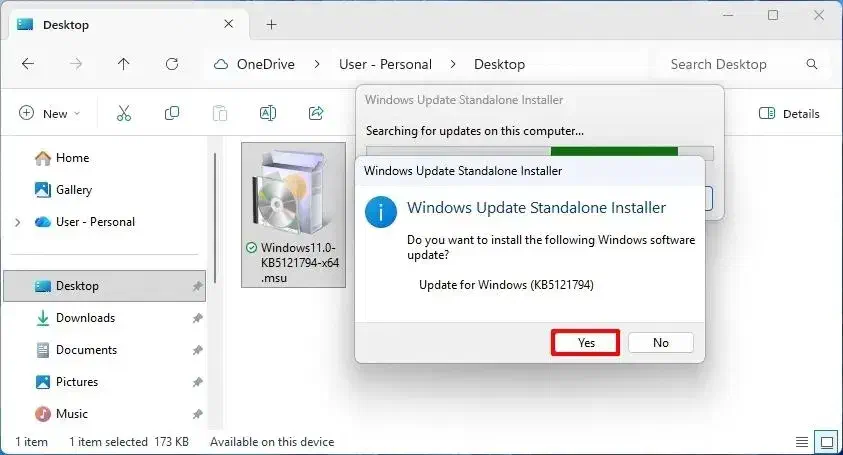 Desktop
OneDrive > User - Personal > Desktop
Search Desktop
New
Details
Home
Gallery
User - Personal
Desktop
Downloads
Documents
Pictures
Music
Windows11.0-
KB5121794-x64
.msu
Windows Update Standalone Installer
Searching for updates on this computer...
Windows Update Standalone Installer
Windows Update Standalone Installer
Do you want to install the following Windows software
update?
Update for Windows (KB5121794)
Yes
No
1 item
1 item selected 173 KB
Available on this device